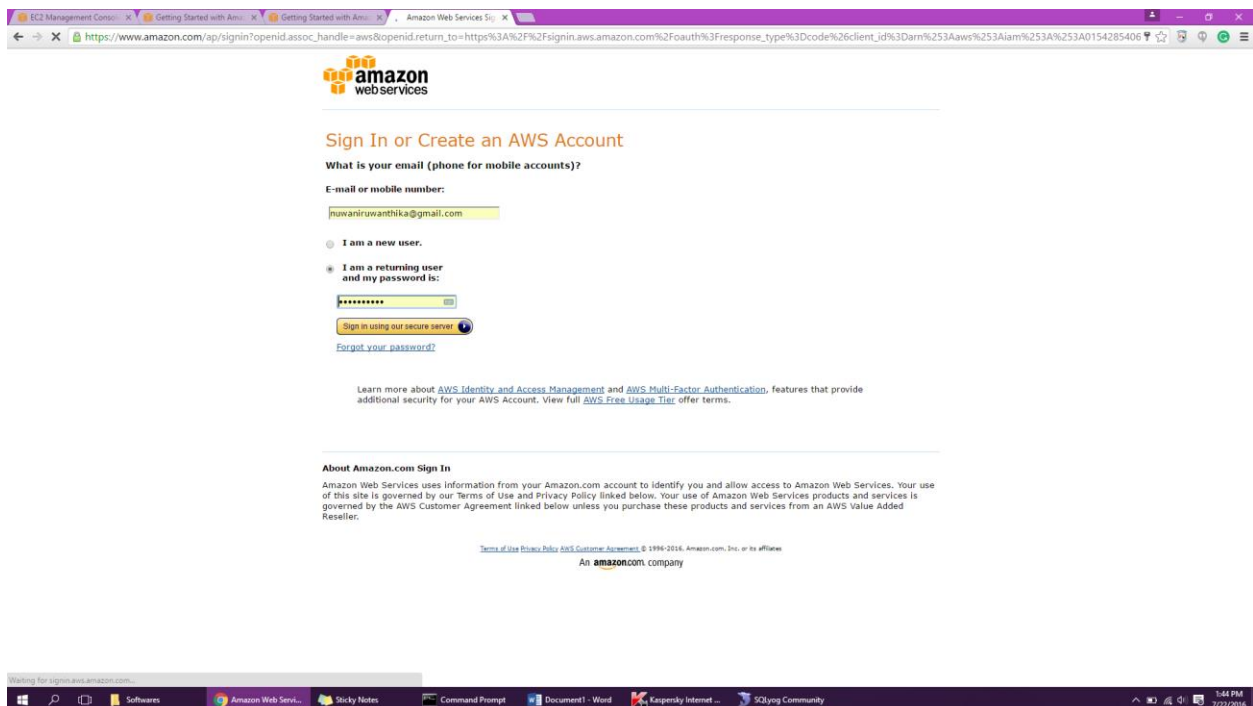 EC2 Management Consol
Getting Started with Ama
Getting Started with Ama
Amazon Web Services Sig
https://www.amazon.com/ap/signin?openid.assoc_handle=aws&openid.return_to=https%3A%2F%2Fsignin.aws.amazon.com%2Foauth%3Fresponse_type%3Dcode%26client_id%3Darn%253Aaws%253Aiam%253A%253A0154285406
amazon
webservices
Sign In or Create an AWS Account
What is your email (phone for mobile accounts)?
E-mail or mobile number:
nuwaniruwanthika@gmail.com
I am a new user.
I am a returning user
and my password is:
Sign in using our secure server
Forgot your password?
Learn more about AWS Identity and Access Management and AWS Multi-Factor Authentication, features that provide
additional security for your AWS Account. View full AWS Free Usage Tier offer terms.
About Amazon.com Sign In
Amazon Web Services uses information from your Amazon.com account to identify you and allow access to Amazon Web Services. Your use
of this site is governed by our Terms of Use and Privacy Policy linked below. Your use of Amazon Web Services products and services is
governed by the AWS Customer Agreement linked below unless you purchase these products and services from an AWS Value Added
Reseller.
Terms of Use Privacy Policy AWS Customer Agreement © 1996-2016, Amazon.com, Inc. or its affiliates
An amazon.com. company
Waiting for signin.aws.amazon.com...
Softwares
Amazon Web Servi...
Sticky Notes
Command Prompt
Document1 - Word
Kaspersky Internet ...
SQLyog Community
1:44 PM
7/22/2016